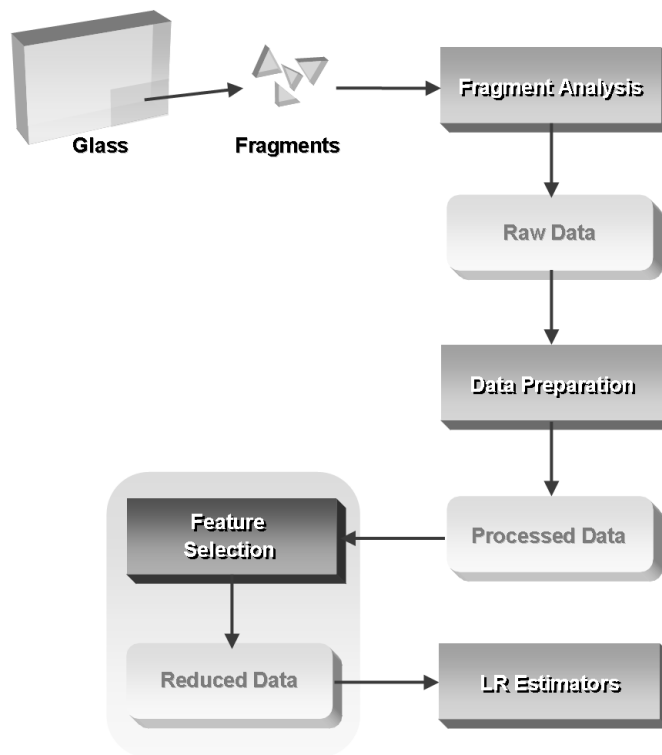 Glass
Fragments
Fragment Analysis
Raw Data
Data Preparation
Processed Data
Feature
Selection
Reduced Data
LR Estimators